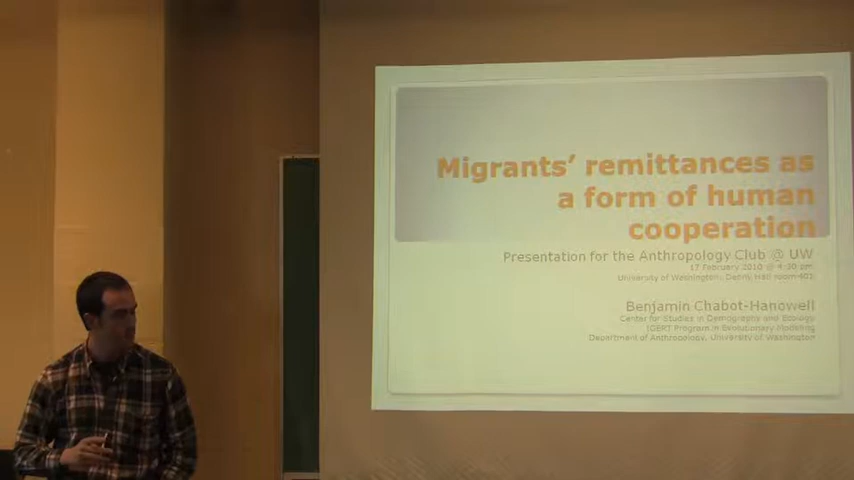 Migrants' remittances as
a form of human
cooperation
Presentation for the Anthropology Club @ UW
17 February 2010 @ 4:30 pm
University of Washington, Denny Hall room 402
Benjamin Chabot-Hanowell
Center for Studies in Demography and Ecology
IGERT Program in Evolutionary Modeling
Department of Anthropology, University of Washington